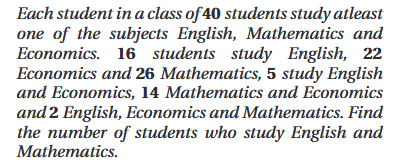 Each student in a class of 40 students study atleast
one of the subjects English, Mathematics and
Economics. 16 students study English, 22
Economics and 26 Mathematics, 5 study English
and Economics, 14 Mathematics and Economics
and 2 English, Economics and Mathematics. Find
the number of students who study English and
Mathematics.